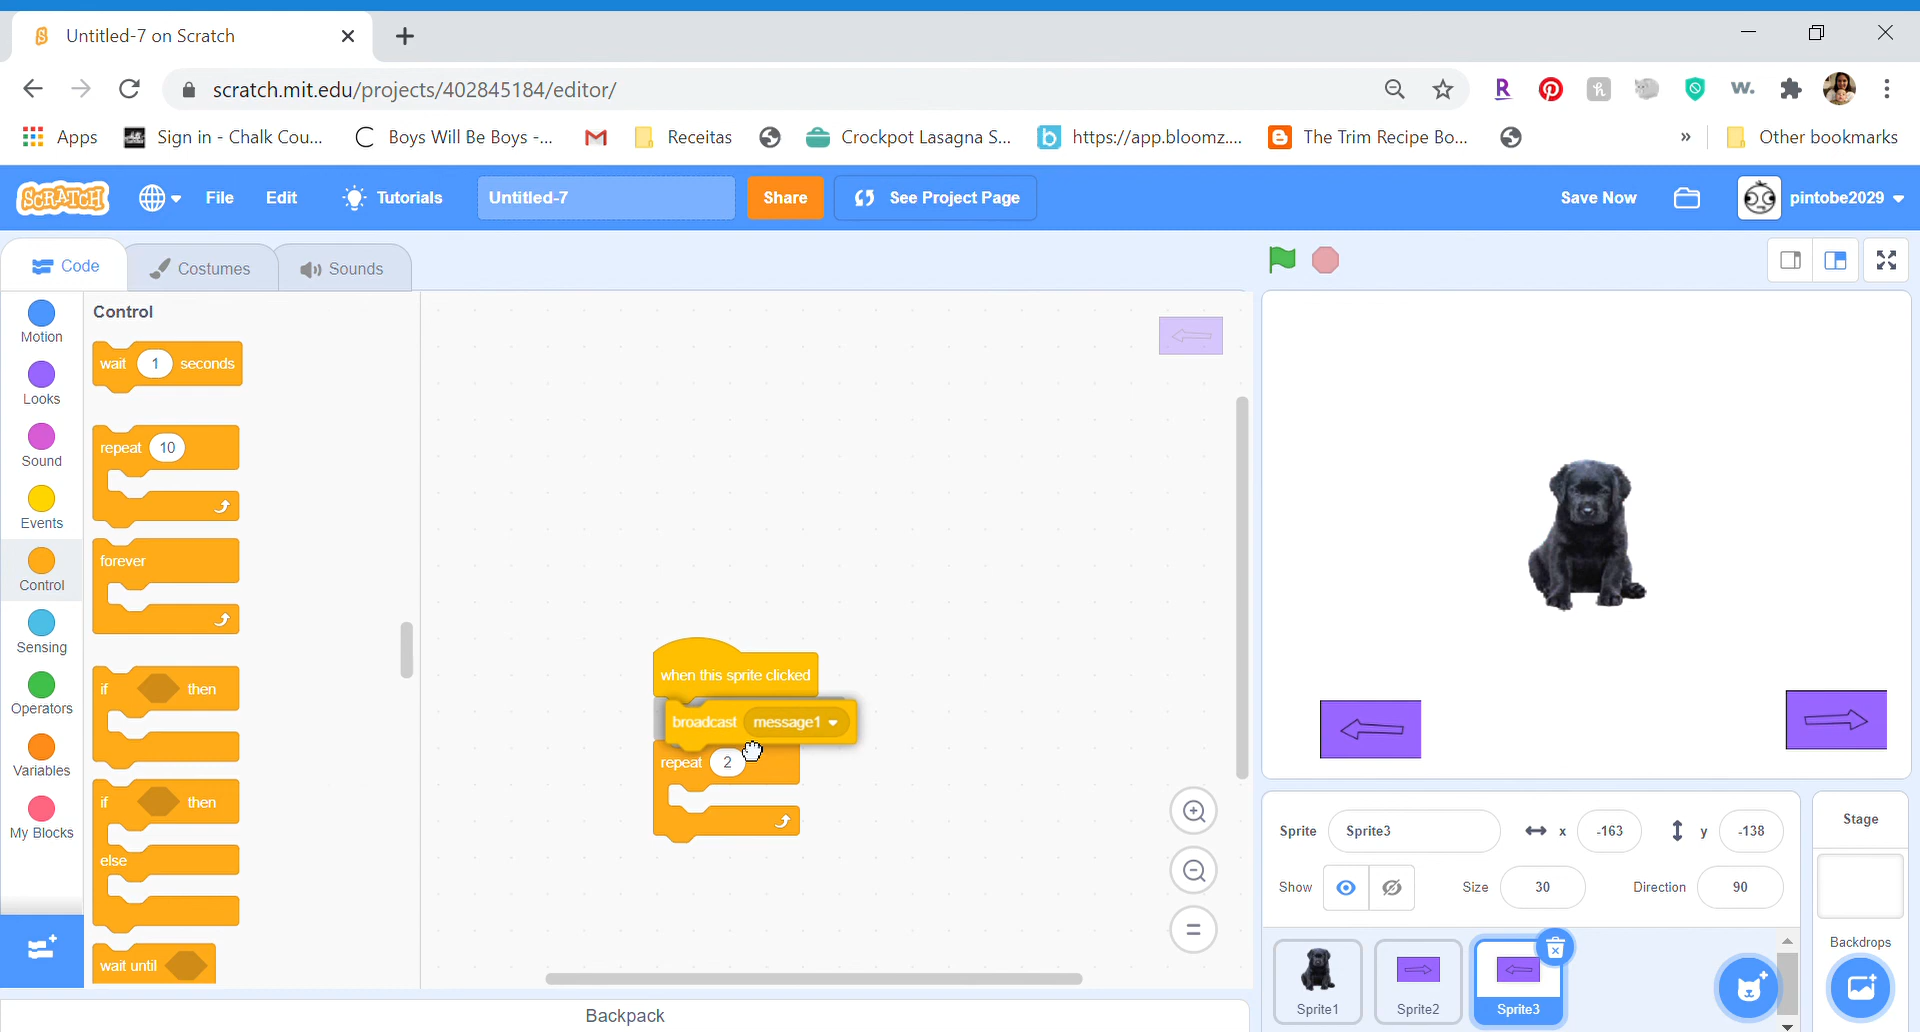 Untitled-7 on Scratch
scratch.mit.edu/projects/402845184/editor/
Apps
Sign in - Chalk Cou...
Boys Will Be Boys -...
Receitas
Crockpot Lasagna S...
https://app.bloomz....
The Trim Recipe Bo...
»
Other bookmarks
SCRATCH
File
Edit
Tutorials
Untitled-7
Share
See Project Page
Save Now
pintobe2029
Code
Costumes
Sounds
Motion
Looks
Sound
Events
Control
Sensing
Operators
Variables
My Blocks
Control
wait 1 seconds
repeat 10
forever
if then
if then
else
wait until
when this sprite clicked
broadcast message1
repeat 2
Backpack
Sprite Sprite3
x -163
y -138
Show
Size 30
Direction 90
Sprite1
Sprite2
Sprite3
Stage
Backdrops